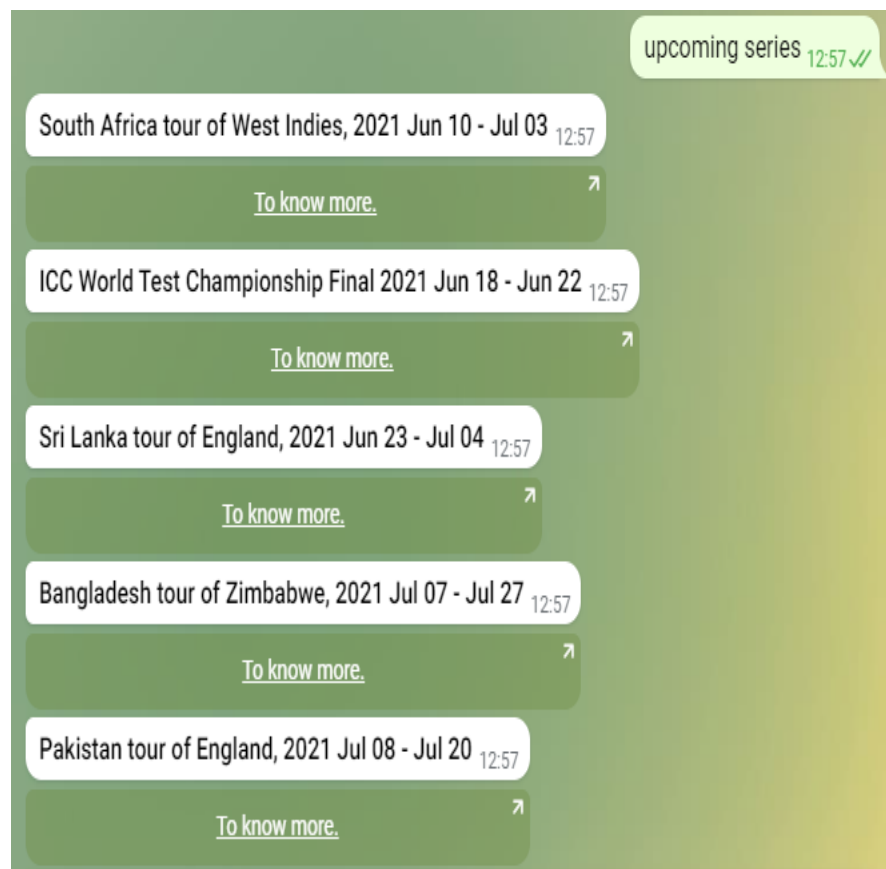 upcoming series 12:57
South Africa tour of West Indies, 2021 Jun 10 - Jul 03 12:57
To know more.
ICC World Test Championship Final 2021 Jun 18 - Jun 22 12:57
To know more.
Sri Lanka tour of England, 2021 Jun 23 - Jul 04 12:57
To know more.
Bangladesh tour of Zimbabwe, 2021 Jul 07 - Jul 27 12:57
To know more.
Pakistan tour of England, 2021 Jul 08 - Jul 20 12:57
To know more.